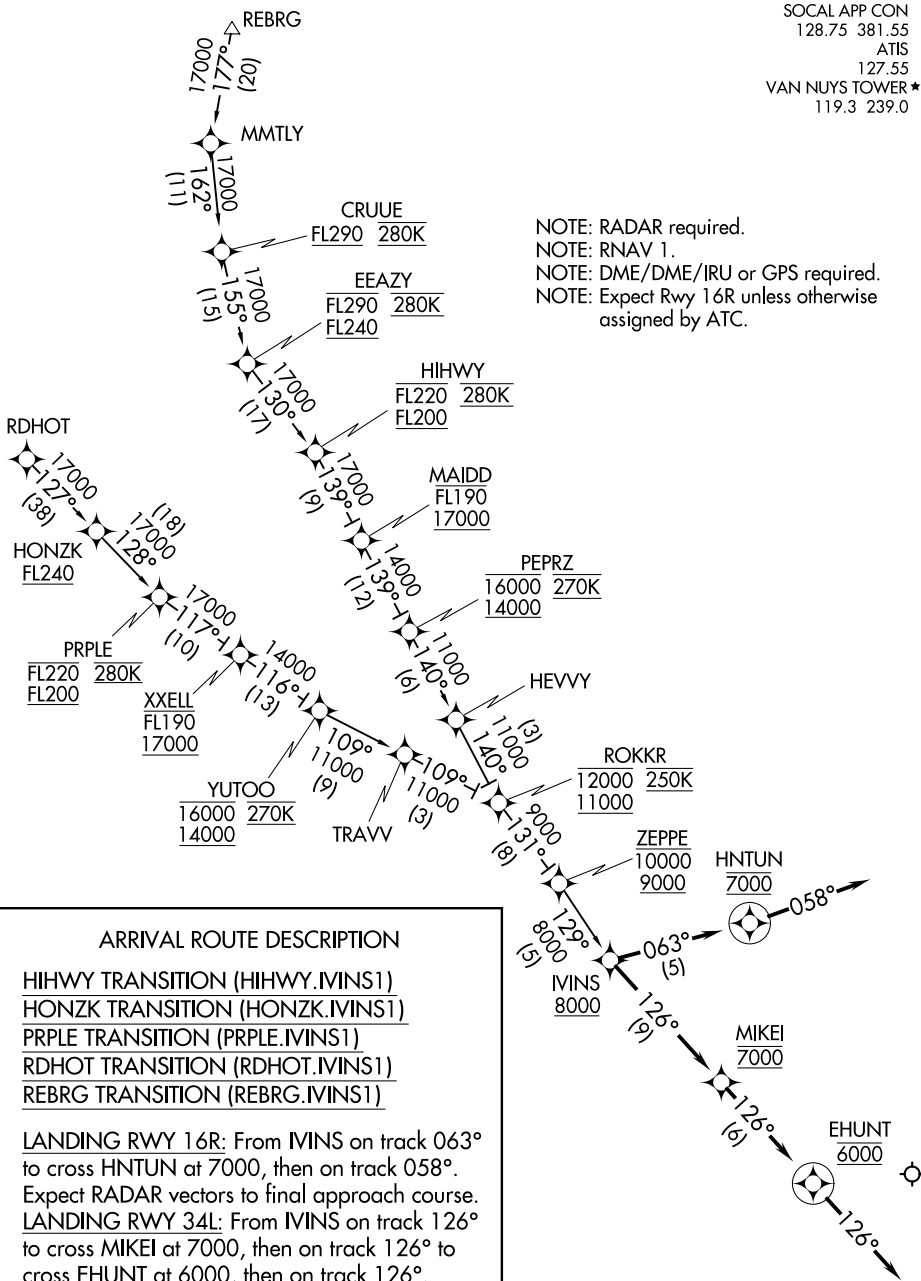 SOCAL APP CON
128.75 381.55
ATIS
127.55
VAN NUYS TOWER★
119.3 239.0
REBRG
17000
177°
(20)
MMTLY
17000
162°
(11)
CRUUE
FL290 280K
17000
155°
(15)
EEAZY
FL290 280K
FL240
NOTE: RADAR required.
NOTE: RNAV 1.
NOTE: DME/DME/IRU or GPS required.
NOTE: Expect Rwy 16R unless otherwise
assigned by ATC.
17000
130°
(17)
HIHWY
FL220 280K
FL200
17000
139°
(9)
MAIDD
FL190
17000
14000
139°
(12)
PEPRZ
16000 270K
14000
11000
140°
(6)
HEVVY
(3)
11000
140°
RDHOT
17000
127°
(38)
HONZK
FL240
(18)
17000
128°
PRPLE
FL220 280K
FL200
17000
117°
(10)
XXELL
FL190
17000
14000
116°
(13)
YUTOO
16000 270K
14000
109°
11000
(9)
TRAVV
109°
11000
(3)
ROKKR
12000 250K
11000
9000
131°
(8)
ZEPPE
10000
9000
129°
8000
(5)
IVINS
8000
063°
(5)
HNTUN
7000
058°
126°
(9)
MIKEI
7000
126°
(6)
EHUNT
6000
126°
ARRIVAL ROUTE DESCRIPTION
HIHWY TRANSITION (HIHWY.IVINS1)
HONZK TRANSITION (HONZK.IVINS1)
PRPLE TRANSITION (PRPLE.IVINS1)
RDHOT TRANSITION (RDHOT.IVINS1)
REBRG TRANSITION (REBRG.IVINS1)
LANDING RWY 16R: From IVINS on track 063°
to cross HNTUN at 7000, then on track 058°.
Expect RADAR vectors to final approach course.
LANDING RWY 34L: From IVINS on track 126°
to cross MIKEI at 7000, then on track 126° to
cross EHUNT at 6000, then on track 126°.